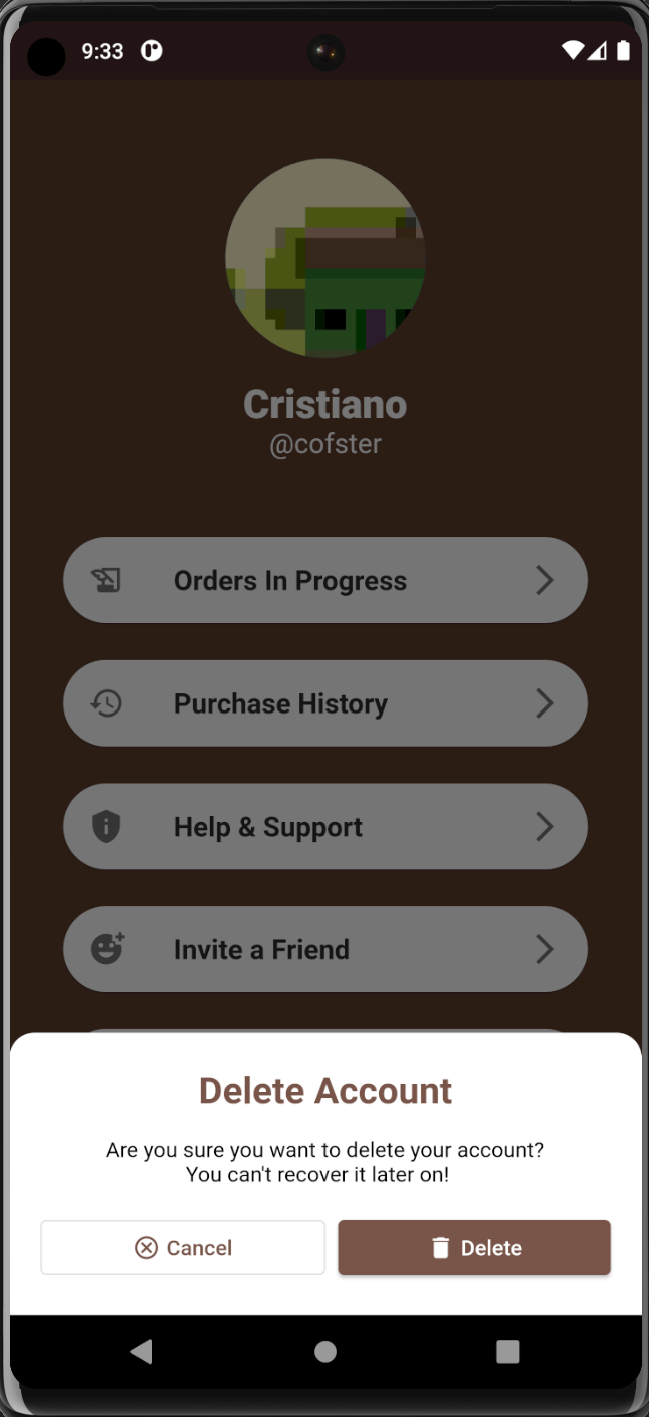 9:33
Cristiano
@cofster
Orders In Progress
Purchase History
Help & Support
Invite a Friend
Delete Account
Are you sure you want to delete your account?
You can't recover it later on!
Cancel
Delete